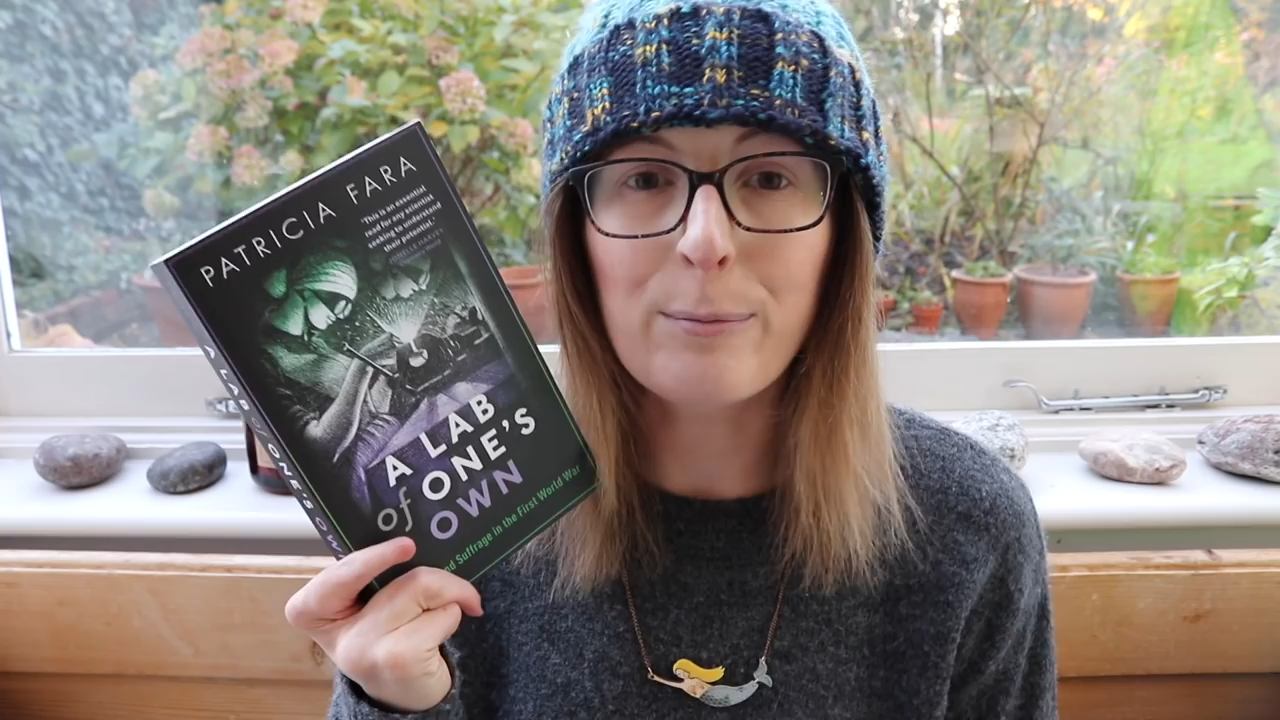 PATRICIA FARA
"This is an essential
read for any scientist
seeking to understand
their potential."
A LAB
of ONE'S
OWN
nd Suffrage in the First World War
A LAB of ONE'S OWN